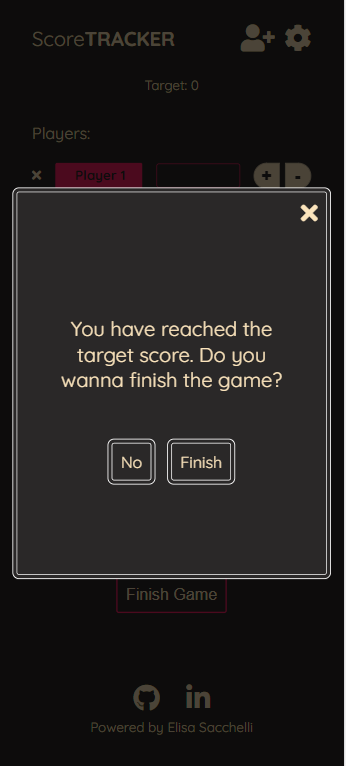 ScoreTRACKER
Target: 0
Players:
Player 1
+ -
You have reached the
target score. Do you
wanna finish the game?
No Finish
Finish Game
Powered by Elisa Sacchelli